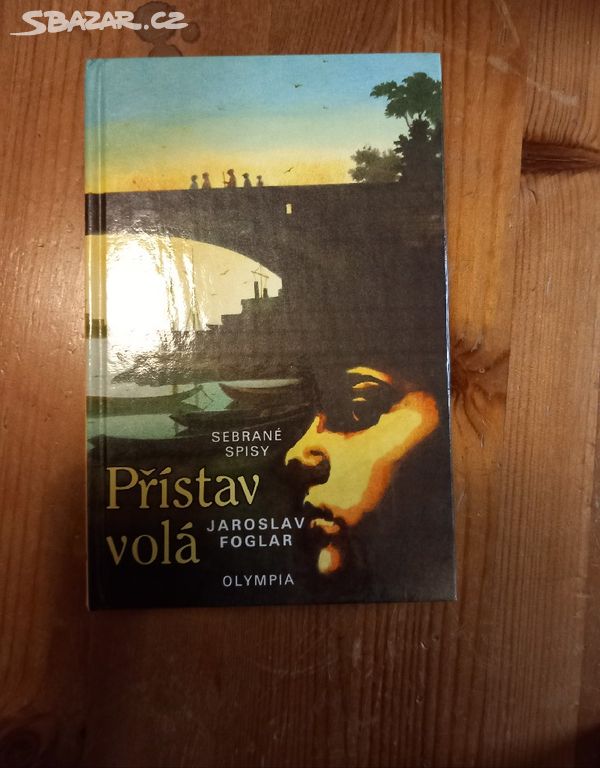 SBAZAR.CZ
SEBRANÉ
SPISY
Přístav
volá
JAROSLAV
FOGLAR
OLYMPIA